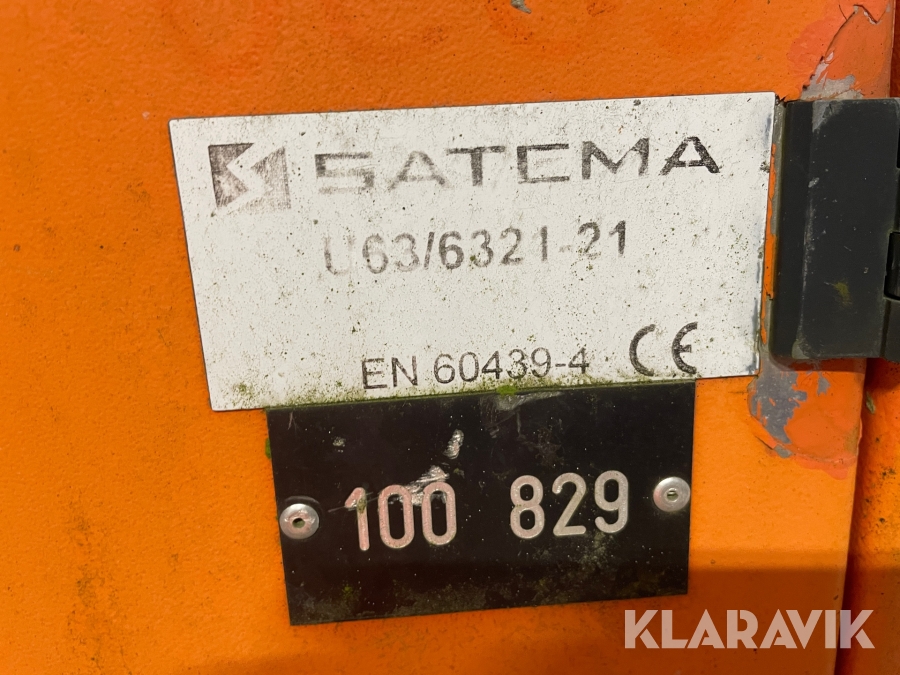 SATEMA
U63/6321-21
EN 60439-4 CE
100 829
KLARAVIK